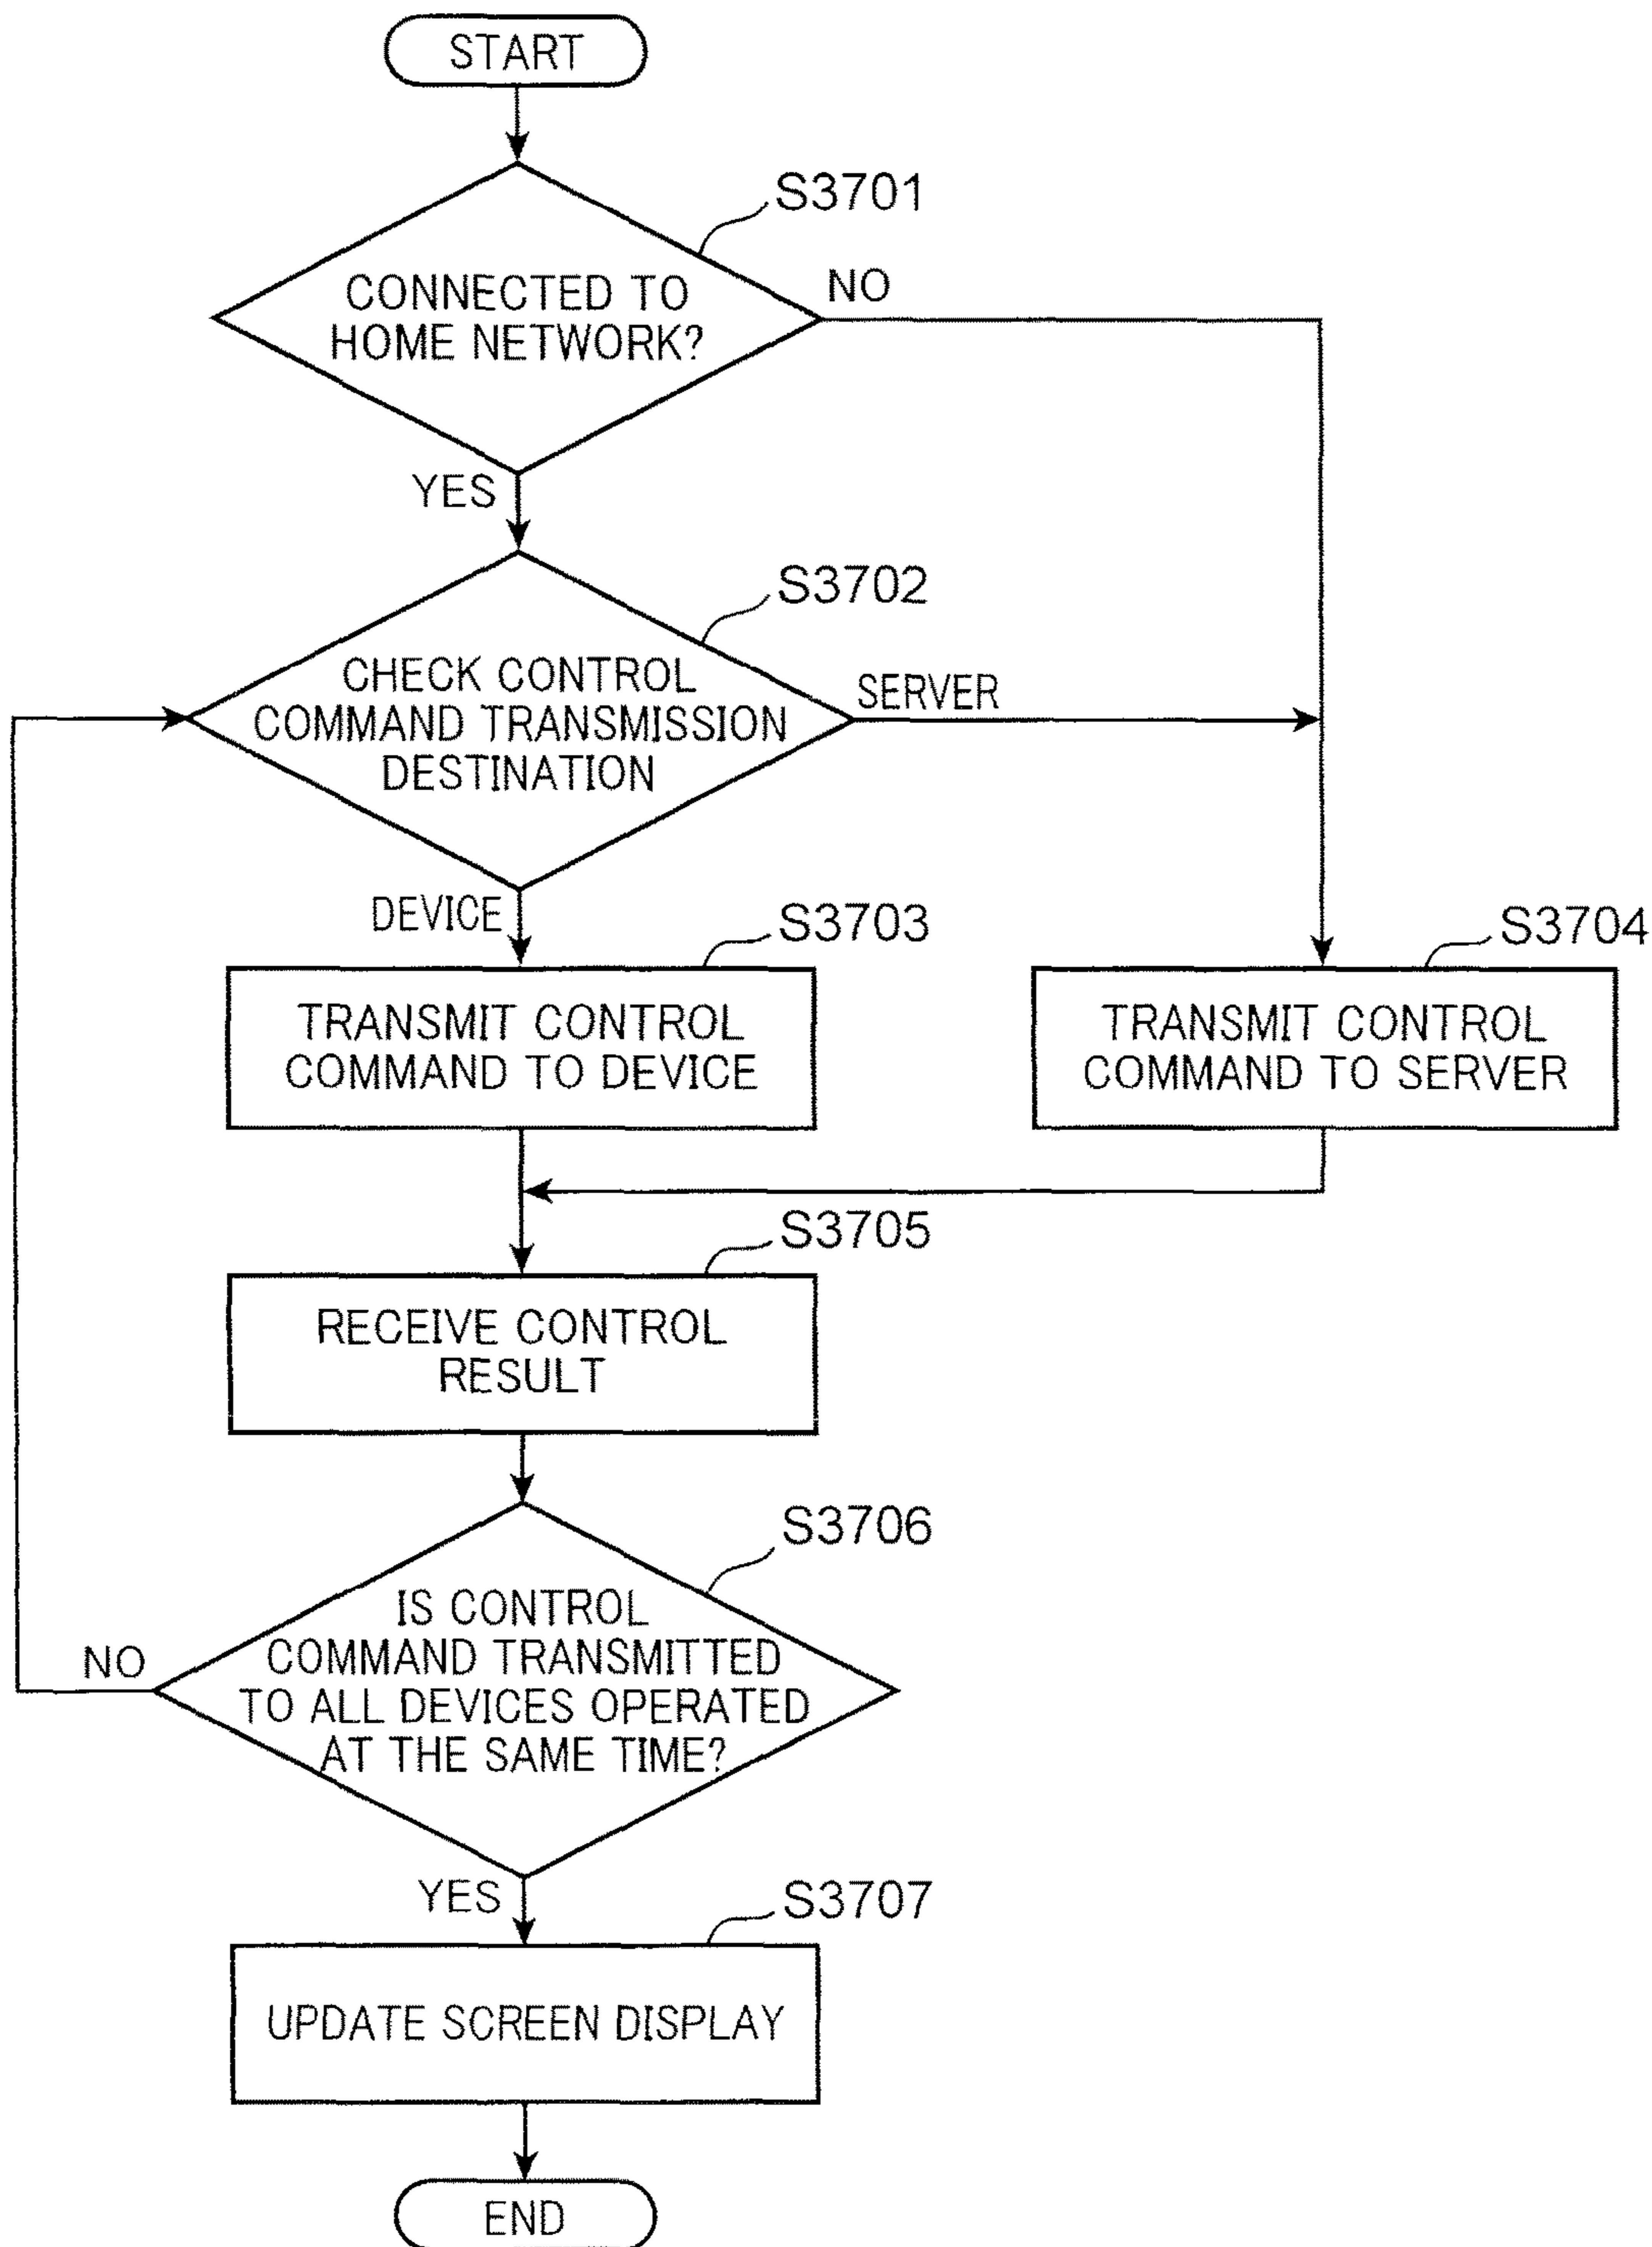 START
S3701
CONNECTED TO
HOME NETWORK?
NO
YES
S3702
CHECK CONTROL
COMMAND TRANSMISSION
DESTINATION
SERVER
DEVICE
S3703
TRANSMIT CONTROL
COMMAND TO DEVICE
S3704
TRANSMIT CONTROL
COMMAND TO SERVER
S3705
RECEIVE CONTROL
RESULT
S3706
IS CONTROL
COMMAND TRANSMITTED
TO ALL DEVICES OPERATED
AT THE SAME TIME?
NO
YES
S3707
UPDATE SCREEN DISPLAY
END